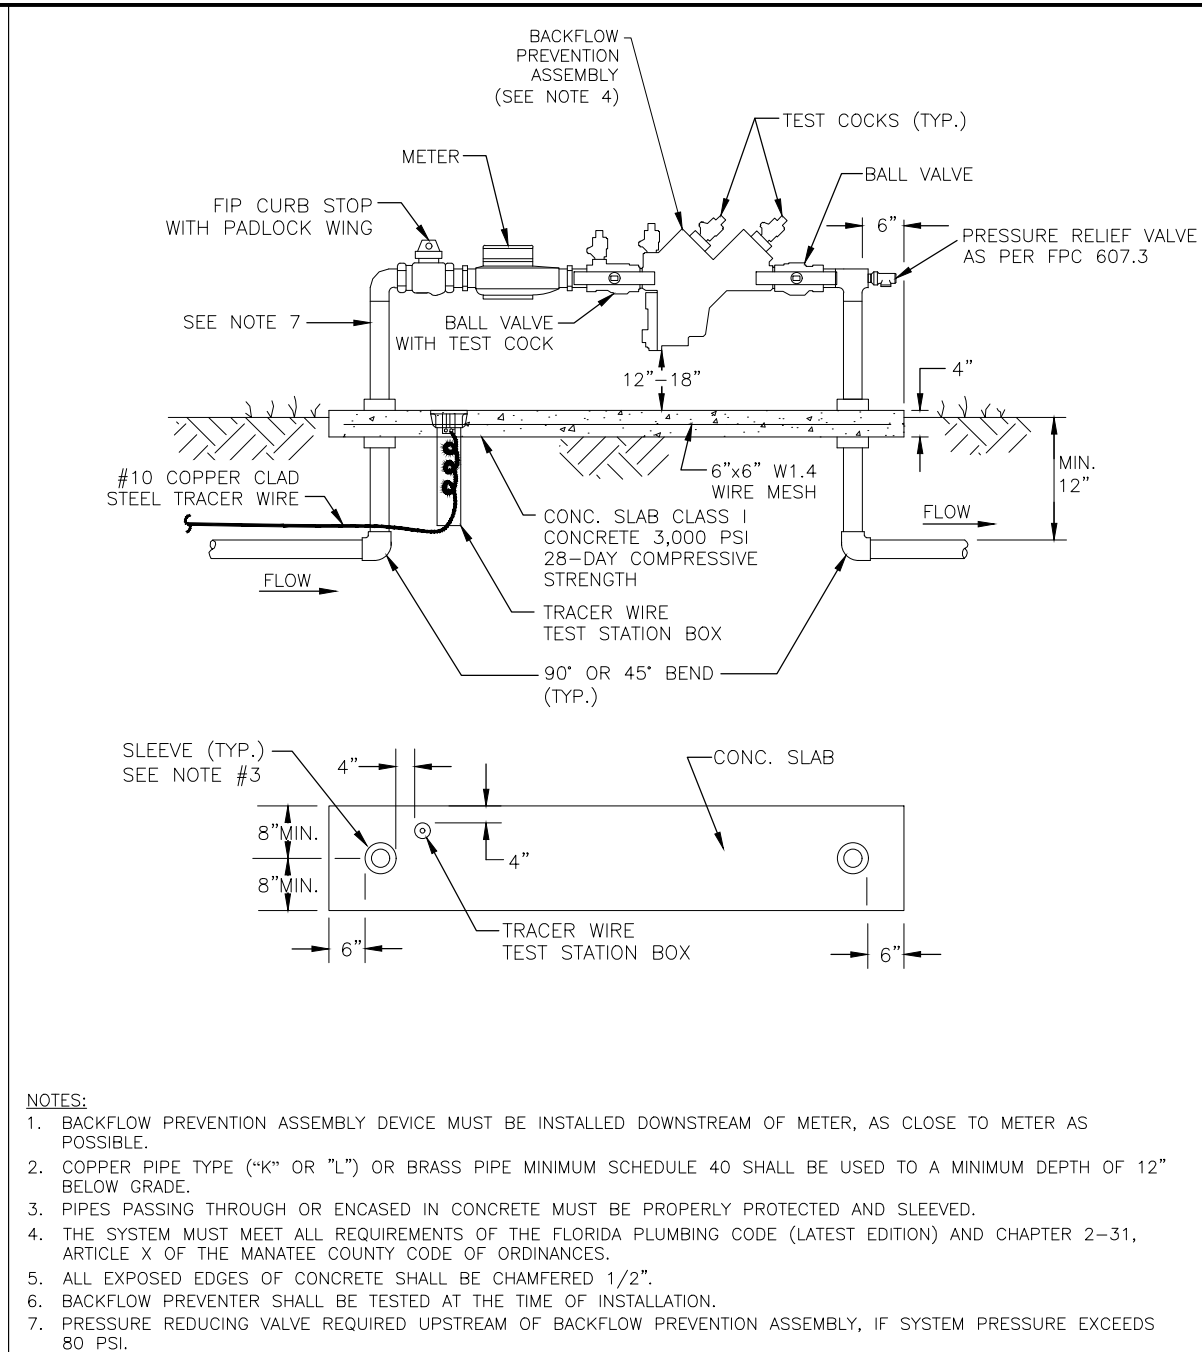 BACKFLOW
PREVENTION
ASSEMBLY
(SEE NOTE 4)
TEST COCKS (TYP.)
METER
BALL VALVE
FIP CURB STOP
WITH PADLOCK WING
6”
PRESSURE RELIEF VALVE
AS PER FPC 607.3
SEE NOTE 7
BALL VALVE
WITH TEST COCK
12”–18”
4”
#10 COPPER CLAD
STEEL TRACER WIRE
6”x6” W1.4
WIRE MESH
MIN.
12”
CONC. SLAB CLASS I
CONCRETE 3,000 PSI
28–DAY COMPRESSIVE
STRENGTH
FLOW
FLOW
TRACER WIRE
TEST STATION BOX
90° OR 45° BEND
(TYP.)
SLEEVE (TYP.)
SEE NOTE #3
4”
CONC. SLAB
8”MIN.
4”
8”MIN.
TRACER WIRE
TEST STATION BOX
6”
6”
NOTES:
1. BACKFLOW PREVENTION ASSEMBLY DEVICE MUST BE INSTALLED DOWNSTREAM OF METER, AS CLOSE TO METER AS
POSSIBLE.
2. COPPER PIPE TYPE (“K” OR "L”) OR BRASS PIPE MINIMUM SCHEDULE 40 SHALL BE USED TO A MINIMUM DEPTH OF 12”
BELOW GRADE.
3. PIPES PASSING THROUGH OR ENCASED IN CONCRETE MUST BE PROPERLY PROTECTED AND SLEEVED.
4. THE SYSTEM MUST MEET ALL REQUIREMENTS OF THE FLORIDA PLUMBING CODE (LATEST EDITION) AND CHAPTER 2–31,
ARTICLE X OF THE MANATEE COUNTY CODE OF ORDINANCES.
5. ALL EXPOSED EDGES OF CONCRETE SHALL BE CHAMFERED 1/2”.
6. BACKFLOW PREVENTER SHALL BE TESTED AT THE TIME OF INSTALLATION.
7. PRESSURE REDUCING VALVE REQUIRED UPSTREAM OF BACKFLOW PREVENTION ASSEMBLY, IF SYSTEM PRESSURE EXCEEDS
80 PSI.